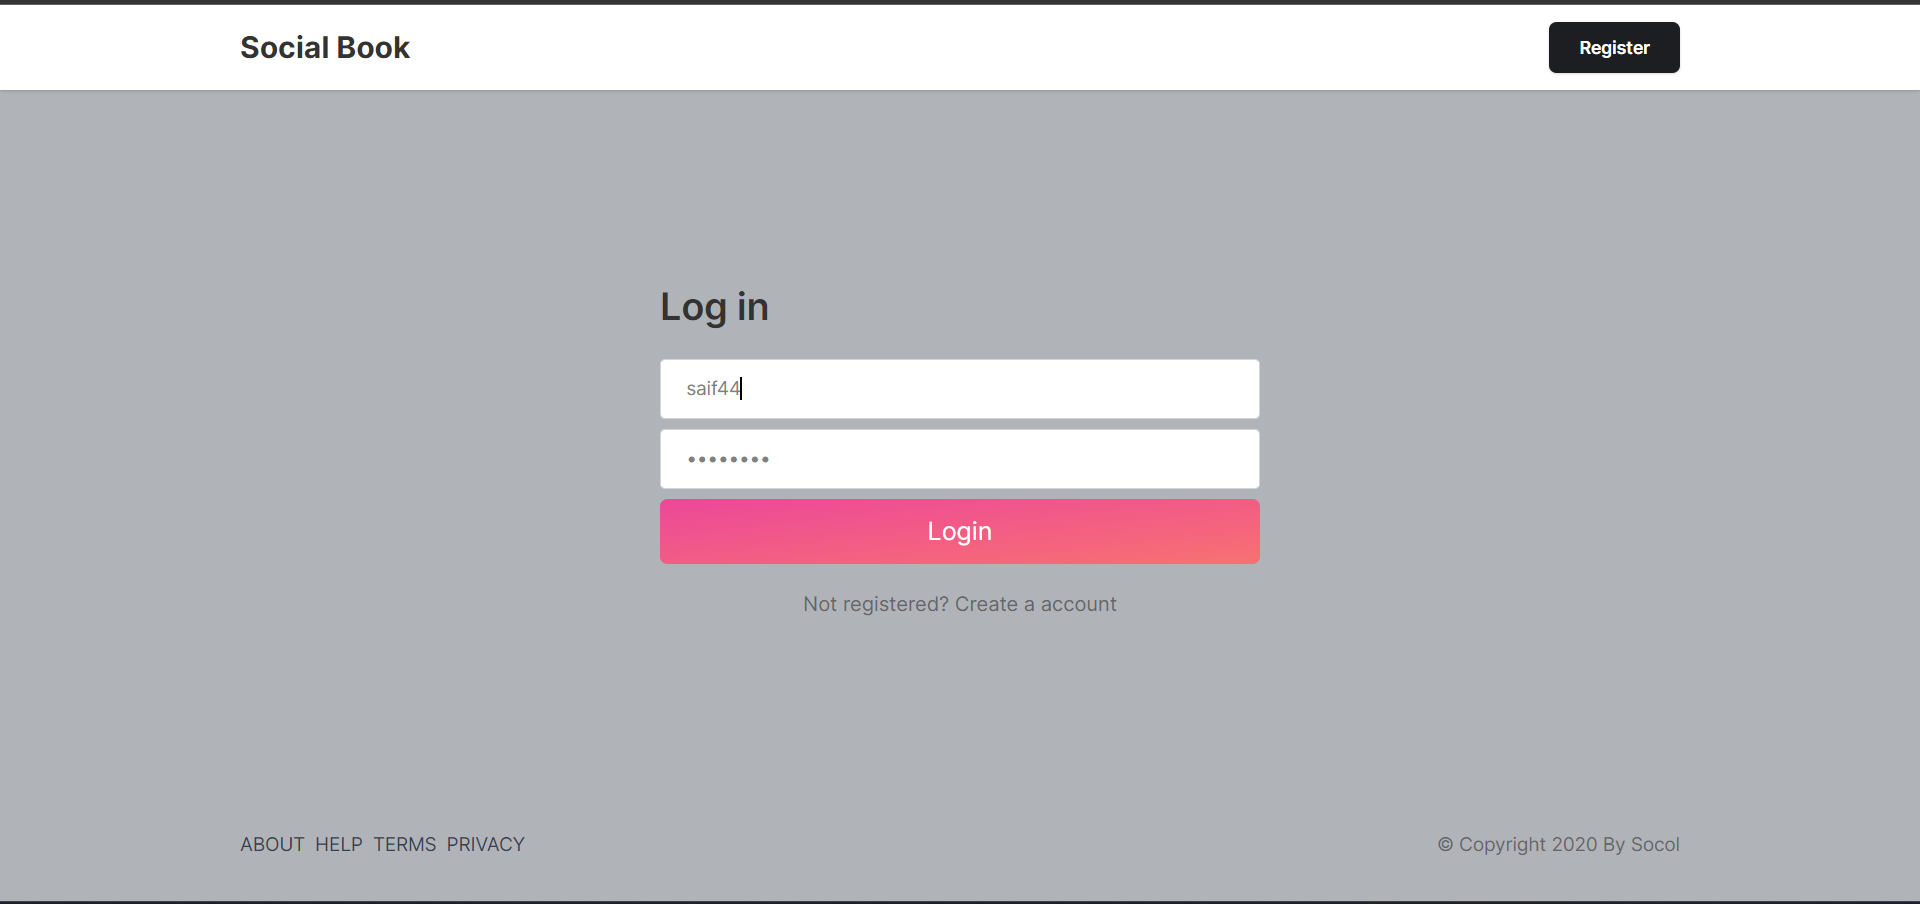 Social Book
Register
Log in
saif44
••••••••
Login
Not registered? Create a account
ABOUT HELP TERMS PRIVACY
© Copyright 2020 By Socol